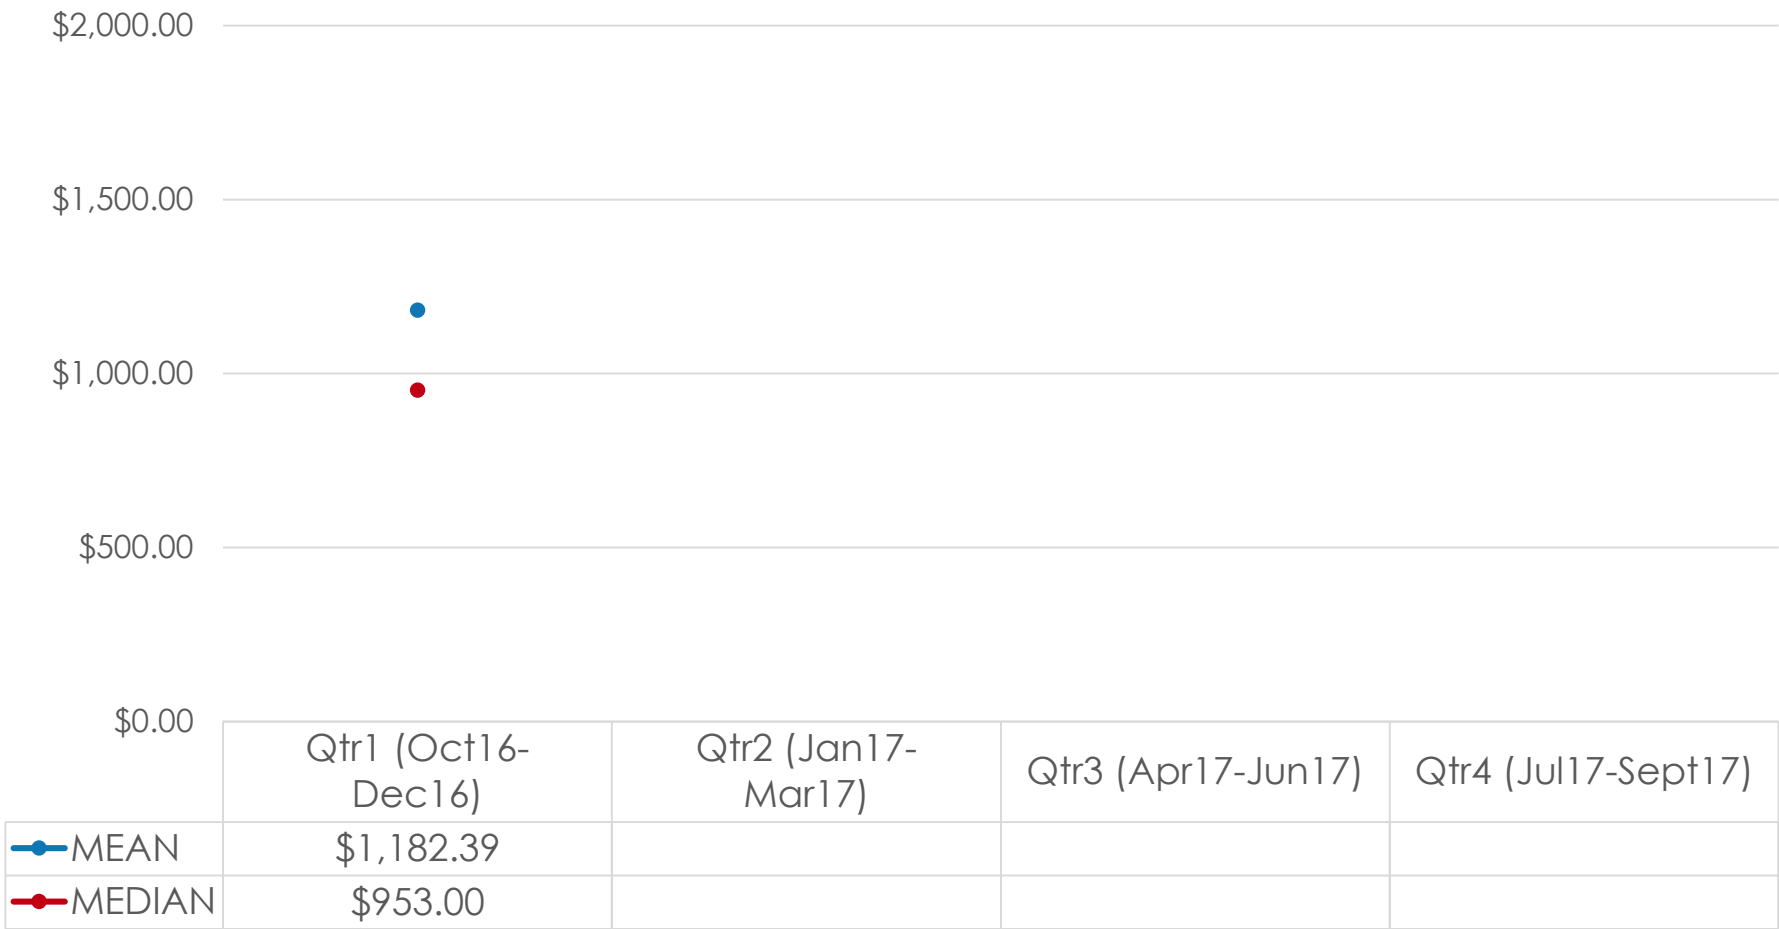 $2,000.00
$1,500.00
$1,000.00
$500.00
$0.00
Qtr1 (Oct16-
Dec16)
Qtr2 (Jan17-
Mar17)
Qtr3 (Apr17-Jun17)
Qtr4 (Jul17-Sept17)
MEAN $1,182.39
MEDIAN $953.00